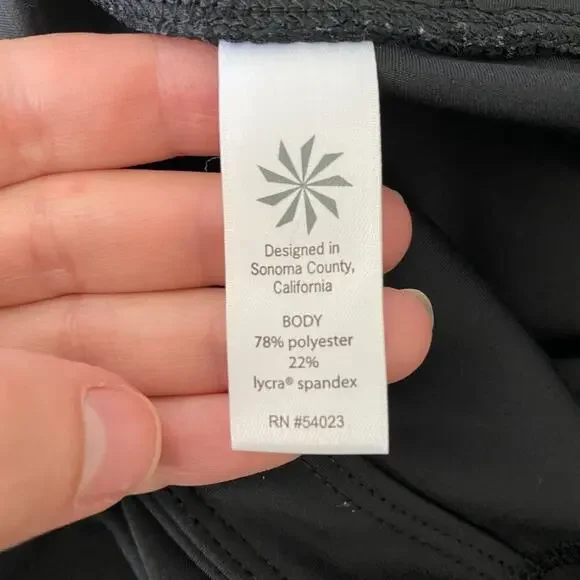 Designed in
Sonoma County,
California
BODY
78% polyester
22%
lycra® spandex
RN #54023